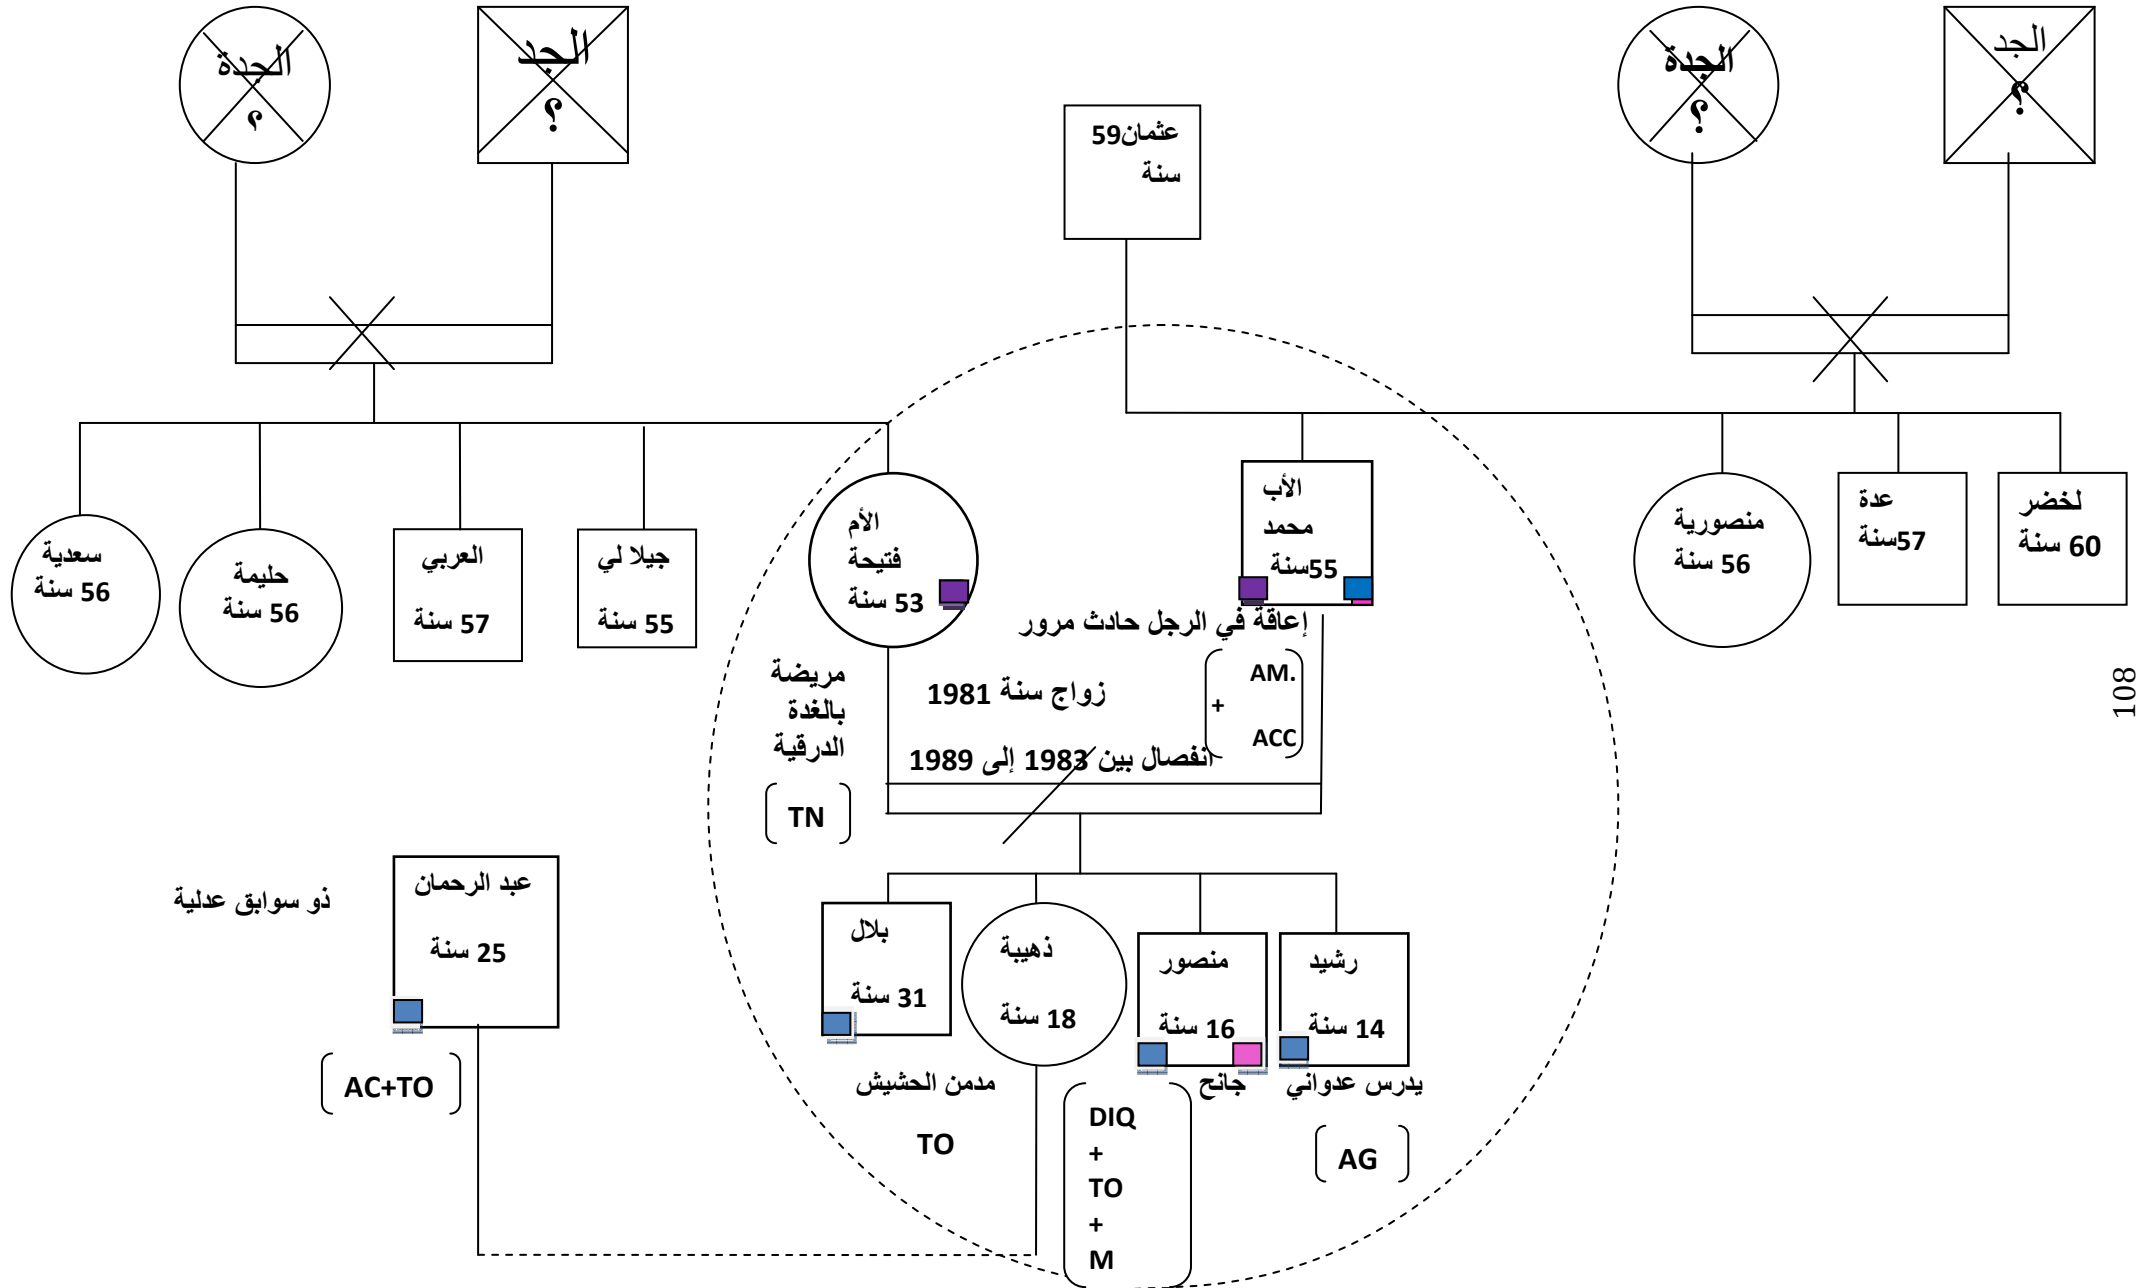 الجد
؟
الجدة
؟
الجد
؟
الجدة
؟
عثمان59
سنة
لخضر
60 سنة
عدة
57سنة
منصورية
56 سنة
الأب
محمد
55سنة
الأم
فتيحة
53 سنة
جيلا لي
55 سنة
العربي
57 سنة
حليمة
56 سنة
سعدية
56 سنة
إعاقة في الرجل حادث مرور
AM.
+
ACC
زواج سنة 1981
انفصال بين 1983 إلى 1989
مريضة
بالغدة
الدرقية
TN
108
رشيد
14 سنة
منصور
16 سنة
ذهيبة
18 سنة
بلال
31 سنة
عبد الرحمان
25 سنة
ذو سوابق عدلية
AC+TO
يدرس عدواني
AG
جانح
DIQ
+
TO
+
M
مدمن الحشيش
TO